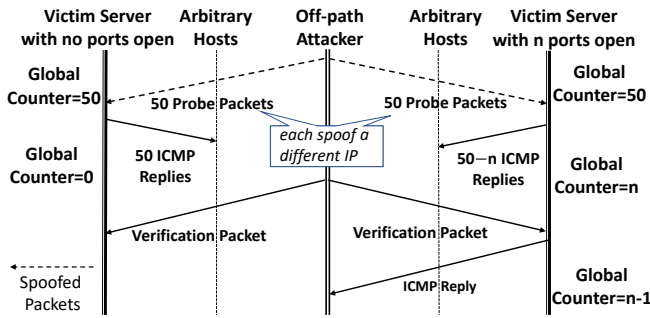 Victim Server
with no ports open
Arbitrary
Hosts
Off-path
Attacker
Arbitrary
Hosts
Victim Server
with n ports open
Global
Counter=50
Global
Counter=50
50 Probe Packets
50 Probe Packets
each spoof a
different IP
50 ICMP
Replies
50−n ICMP
Replies
Global
Counter=0
Global
Counter=n
Verification Packet
Verification Packet
Spoofed
Packets
ICMP Reply
Global
Counter=n-1